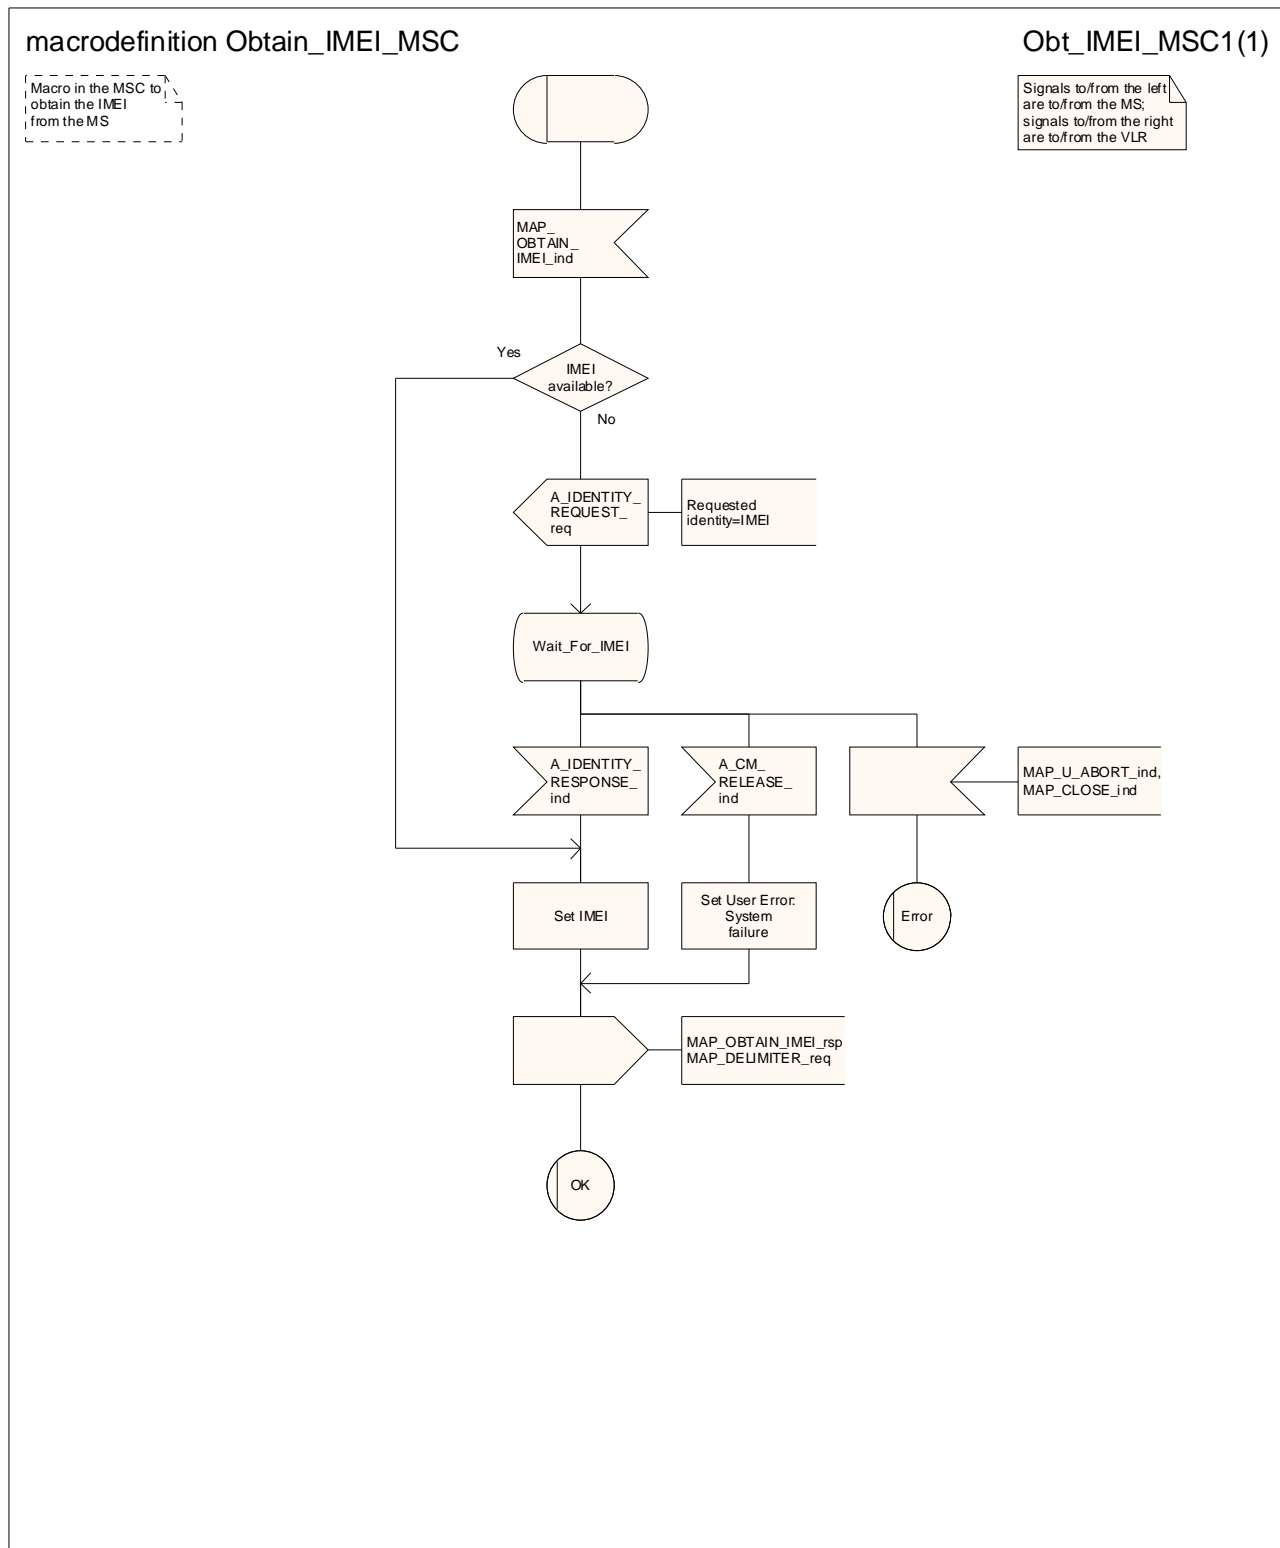 macrodefinition Obtain_IMEI_MSC
Obt_IMEI_MSC1(1)
Macro in the MSC to
obtain the IMEI
from the MS
Signals to/from the left
are to/from the MS;
signals to/from the right
are to/from the VLR
MAP_
OBTAIN_
IMEI_ind
Yes
IMEI
available?
No
A_IDENTITY_
REQUEST_
req
Requested
identity=IMEI
Wait_For_IMEI
A_IDENTITY_
RESPONSE_
ind
A_CM_
RELEASE_
ind
MAP_U_ABORT_ind,
MAP_CLOSE_ind
Set IMEI
Set User Error:
System
failure
Error
MAP_OBTAIN_IMEI_rsp
MAP_DELIMITER_req
OK